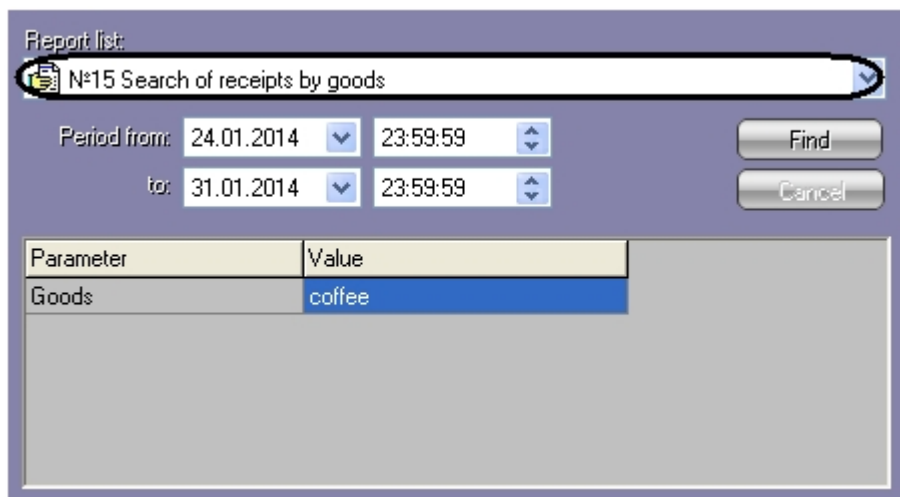 Report list:
Nº15 Search of receipts by goods
Period from: 24.01.2014 23:59:59 Find
to: 31.01.2014 23:59:59 Cancel
Parameter Value
Goods coffee